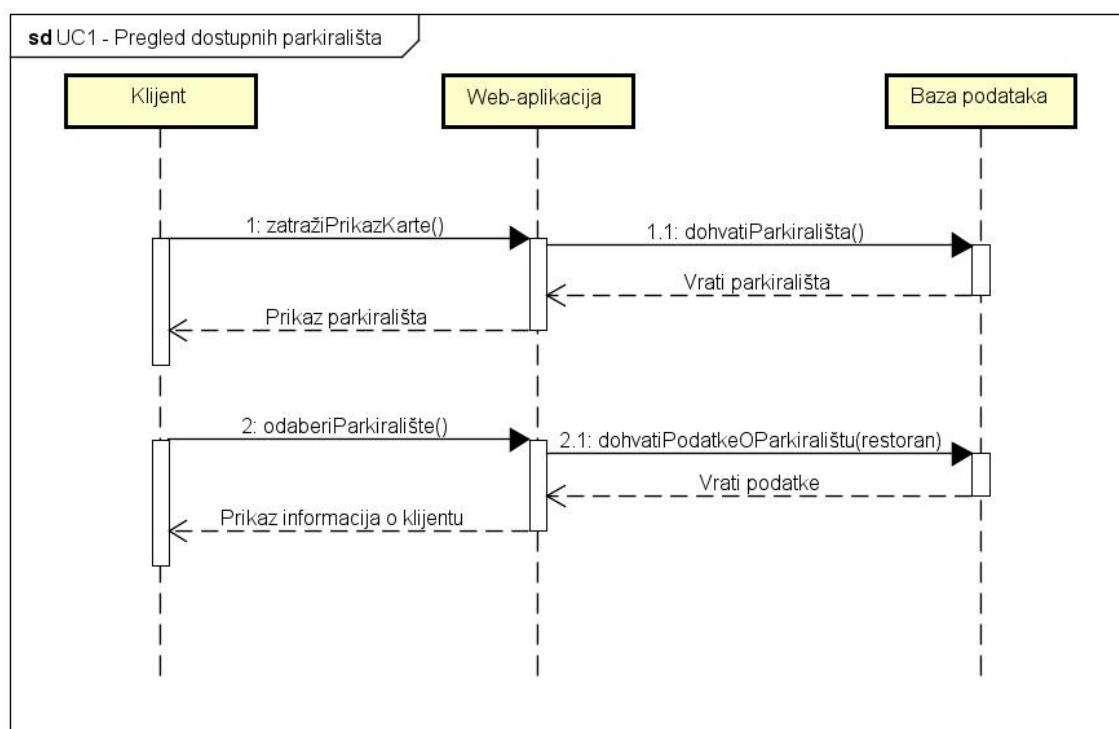 sd UC1 - Pregled dostupnih parkirališta
Klijent
Web-aplikacija
Baza podataka
1: zatražiPrikazKarte()
1.1: dohvatiParkirališta()
Vrati parkirališta
Prikaz parkirališta
2: odaberiParkiralište()
2.1: dohvatiPodatkeOParkiralištu(restoran)
Vrati podatke
Prikaz informacija o klijentu